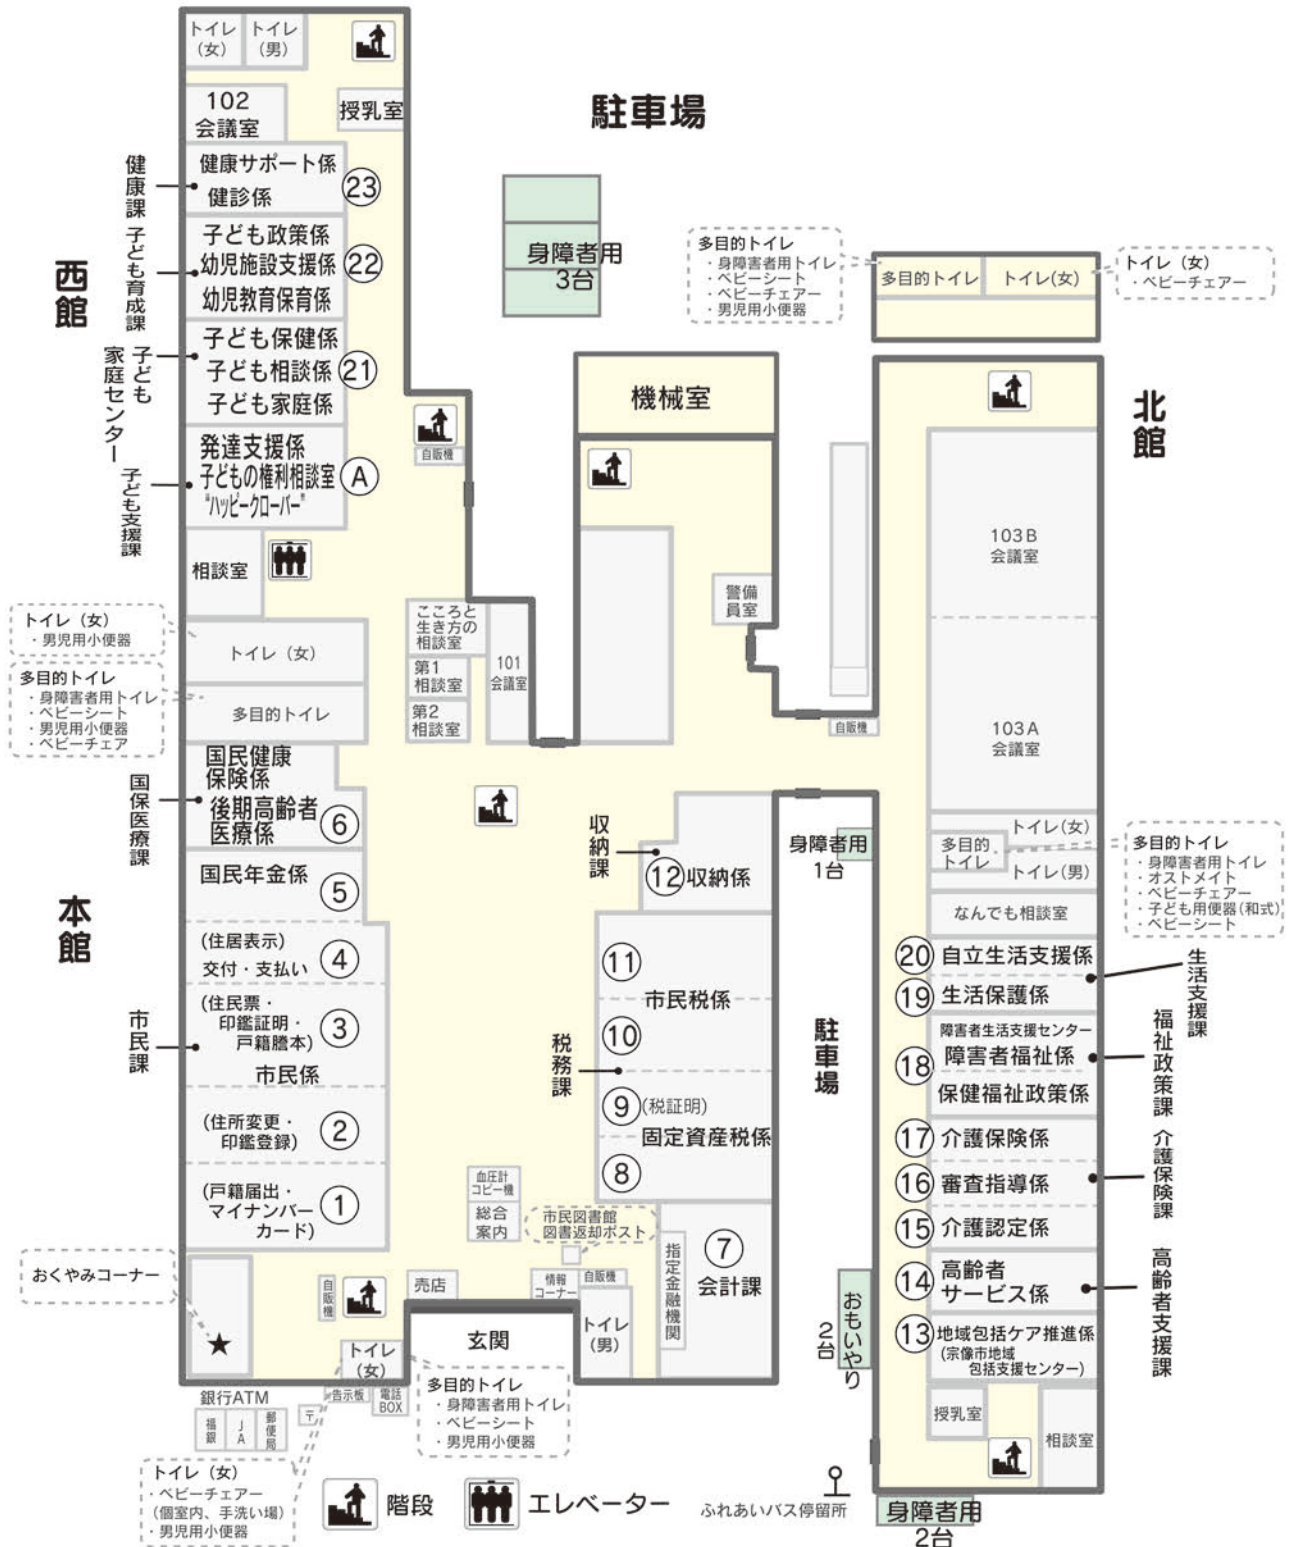 トイレ
(女)
トイレ
(男)
102
会議室
授乳室
駐車場
健康課
健康サポート係
健診係
23
西館
子ども育成課
子ども政策係
幼児施設支援係
幼児教育保育係
22
身障者用
3台
多目的トイレ
・身障者用トイレ
・ベビーシート
・ベビーチェアー
・男児用小便器
多目的トイレ
トイレ(女)
トイレ(女)
・ベビーチェアー
子ども
家庭センター
子ども保健係
子ども相談係
子ども家庭係
21
機械室
北館
子ども支援課
発達支援係
子どもの権利相談室
"ハッピークローバー"
A
自販機
相談室
103B
会議室
警備
員室
トイレ(女)
・男児用小便器
トイレ(女)
こころと
生き方の
相談室
第1
相談室
第2
相談室
101
会議室
多目的トイレ
・身障者用トイレ
・ベビーシート
・男児用小便器
・ベビーチェア
多目的トイレ
自販機
103A
会議室
国保医療課
国民健康
保険係
後期高齢者
医療係
6
収納課
12
収納係
身障者用
1台
トイレ(女)
多目的
トイレ
トイレ(男)
多目的トイレ
・身障者用トイレ
・オストメイト
・ベビーチェアー
・子ども用便器(和式)
・ベビーシート
なんでも相談室
本館
国民年金係
5
市民課
(住居表示)
交付・支払い
4
(住民票・
印鑑証明・
戸籍謄本)
3
市民係
(住所変更・
印鑑登録)
2
(戸籍届出・
マイナンバー
カード)
1
税務課
11
市民税係
10
9
(税証明)
固定資産税係
8
駐車場
20
自立生活支援係
19
生活保護係
生活支援課
障害者生活支援センター
18
障害者福祉係
保健福祉政策係
福祉政策課
17
介護保険係
16
審査指導係
15
介護認定係
介護保険課
14
高齢者
サービス係
13
地域包括ケア推進係
(宗像市地域
包括支援センター)
高齢者支援課
血圧計
コピー機
総合
案内
市民図書館
図書返却ポスト
指定金融機関
7
会計課
おくやみコーナー
★
自販機
売店
情報
コーナー
自販機
トイレ
(男)
玄関
トイレ
(女)
おもいやり
2台
授乳室
相談室
銀行ATM
福銀
JA
郵便局
〒
告示板
電話
BOX
多目的トイレ
・身障者用トイレ
・ベビーシート
・男児用小便器
トイレ(女)
・ベビーチェアー
(個室内、手洗い場)
・男児用小便器
階段
エレベーター
ふれあいバス停留所
身障者用
2台